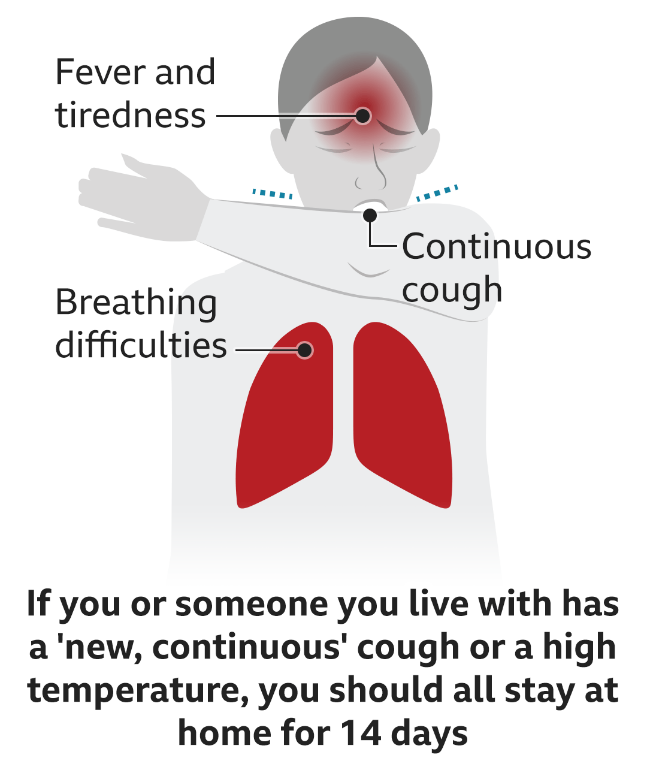 Fever and
tiredness
Continuous
cough
Breathing
difficulties
If you or someone you live with has
a 'new, continuous' cough or a high
temperature, you should all stay at
home for 14 days